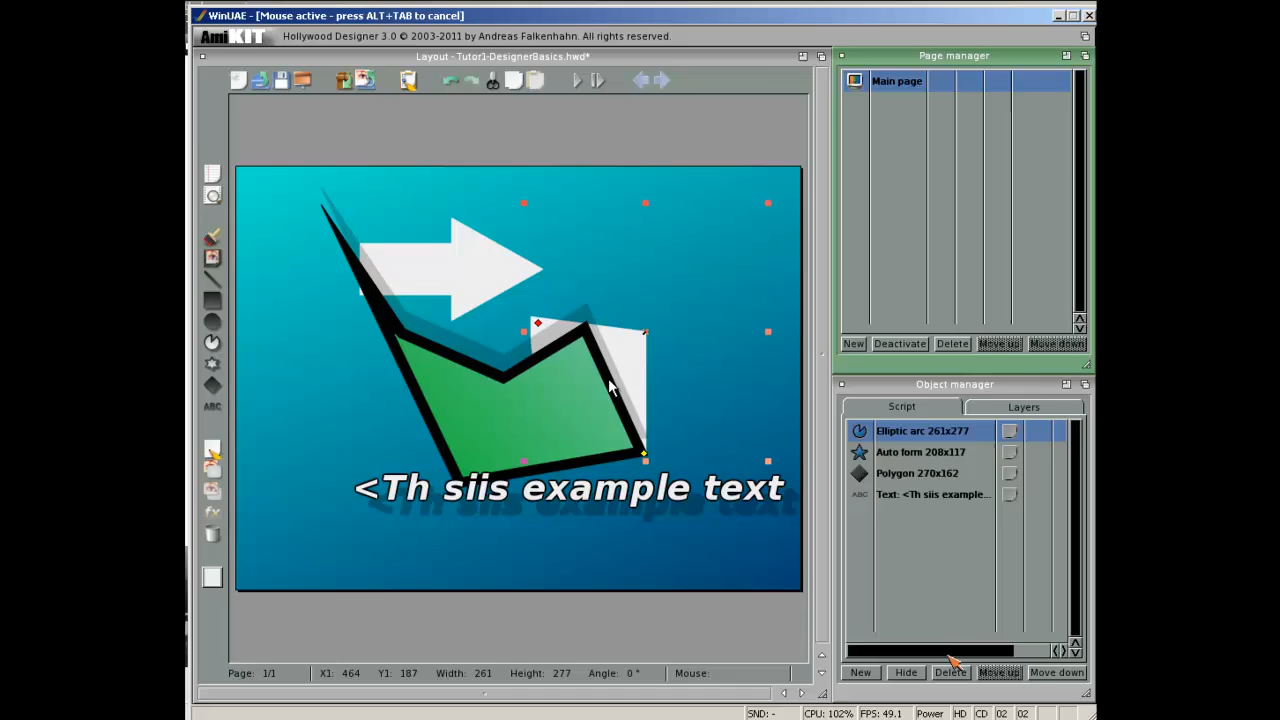 WinUAE - [Mouse active - press ALT+TAB to cancel]
AmiKIT Hollywood Designer 3.0 © 2003-2011 by Andreas Falkenhahn. All rights reserved.
Layout - Tutor1-DesignerBasics.hwd*
Page manager
Main page
New Deactivate Delete Move up Move down
Object manager
Script Layers
Elliptic arc 261x277
Auto form 208x117
Polygon 270x162
ABC Text: <Th siis example...
New Hide Delete Move up Move down
ABC
fx
<Th siis example text
Page: 1/1 X1: 464 Y1: 187 Width: 261 Height: 277 Angle: 0 ° Mouse:
SND: - CPU: 102% FPS: 49.1 Power HD CD 02 02